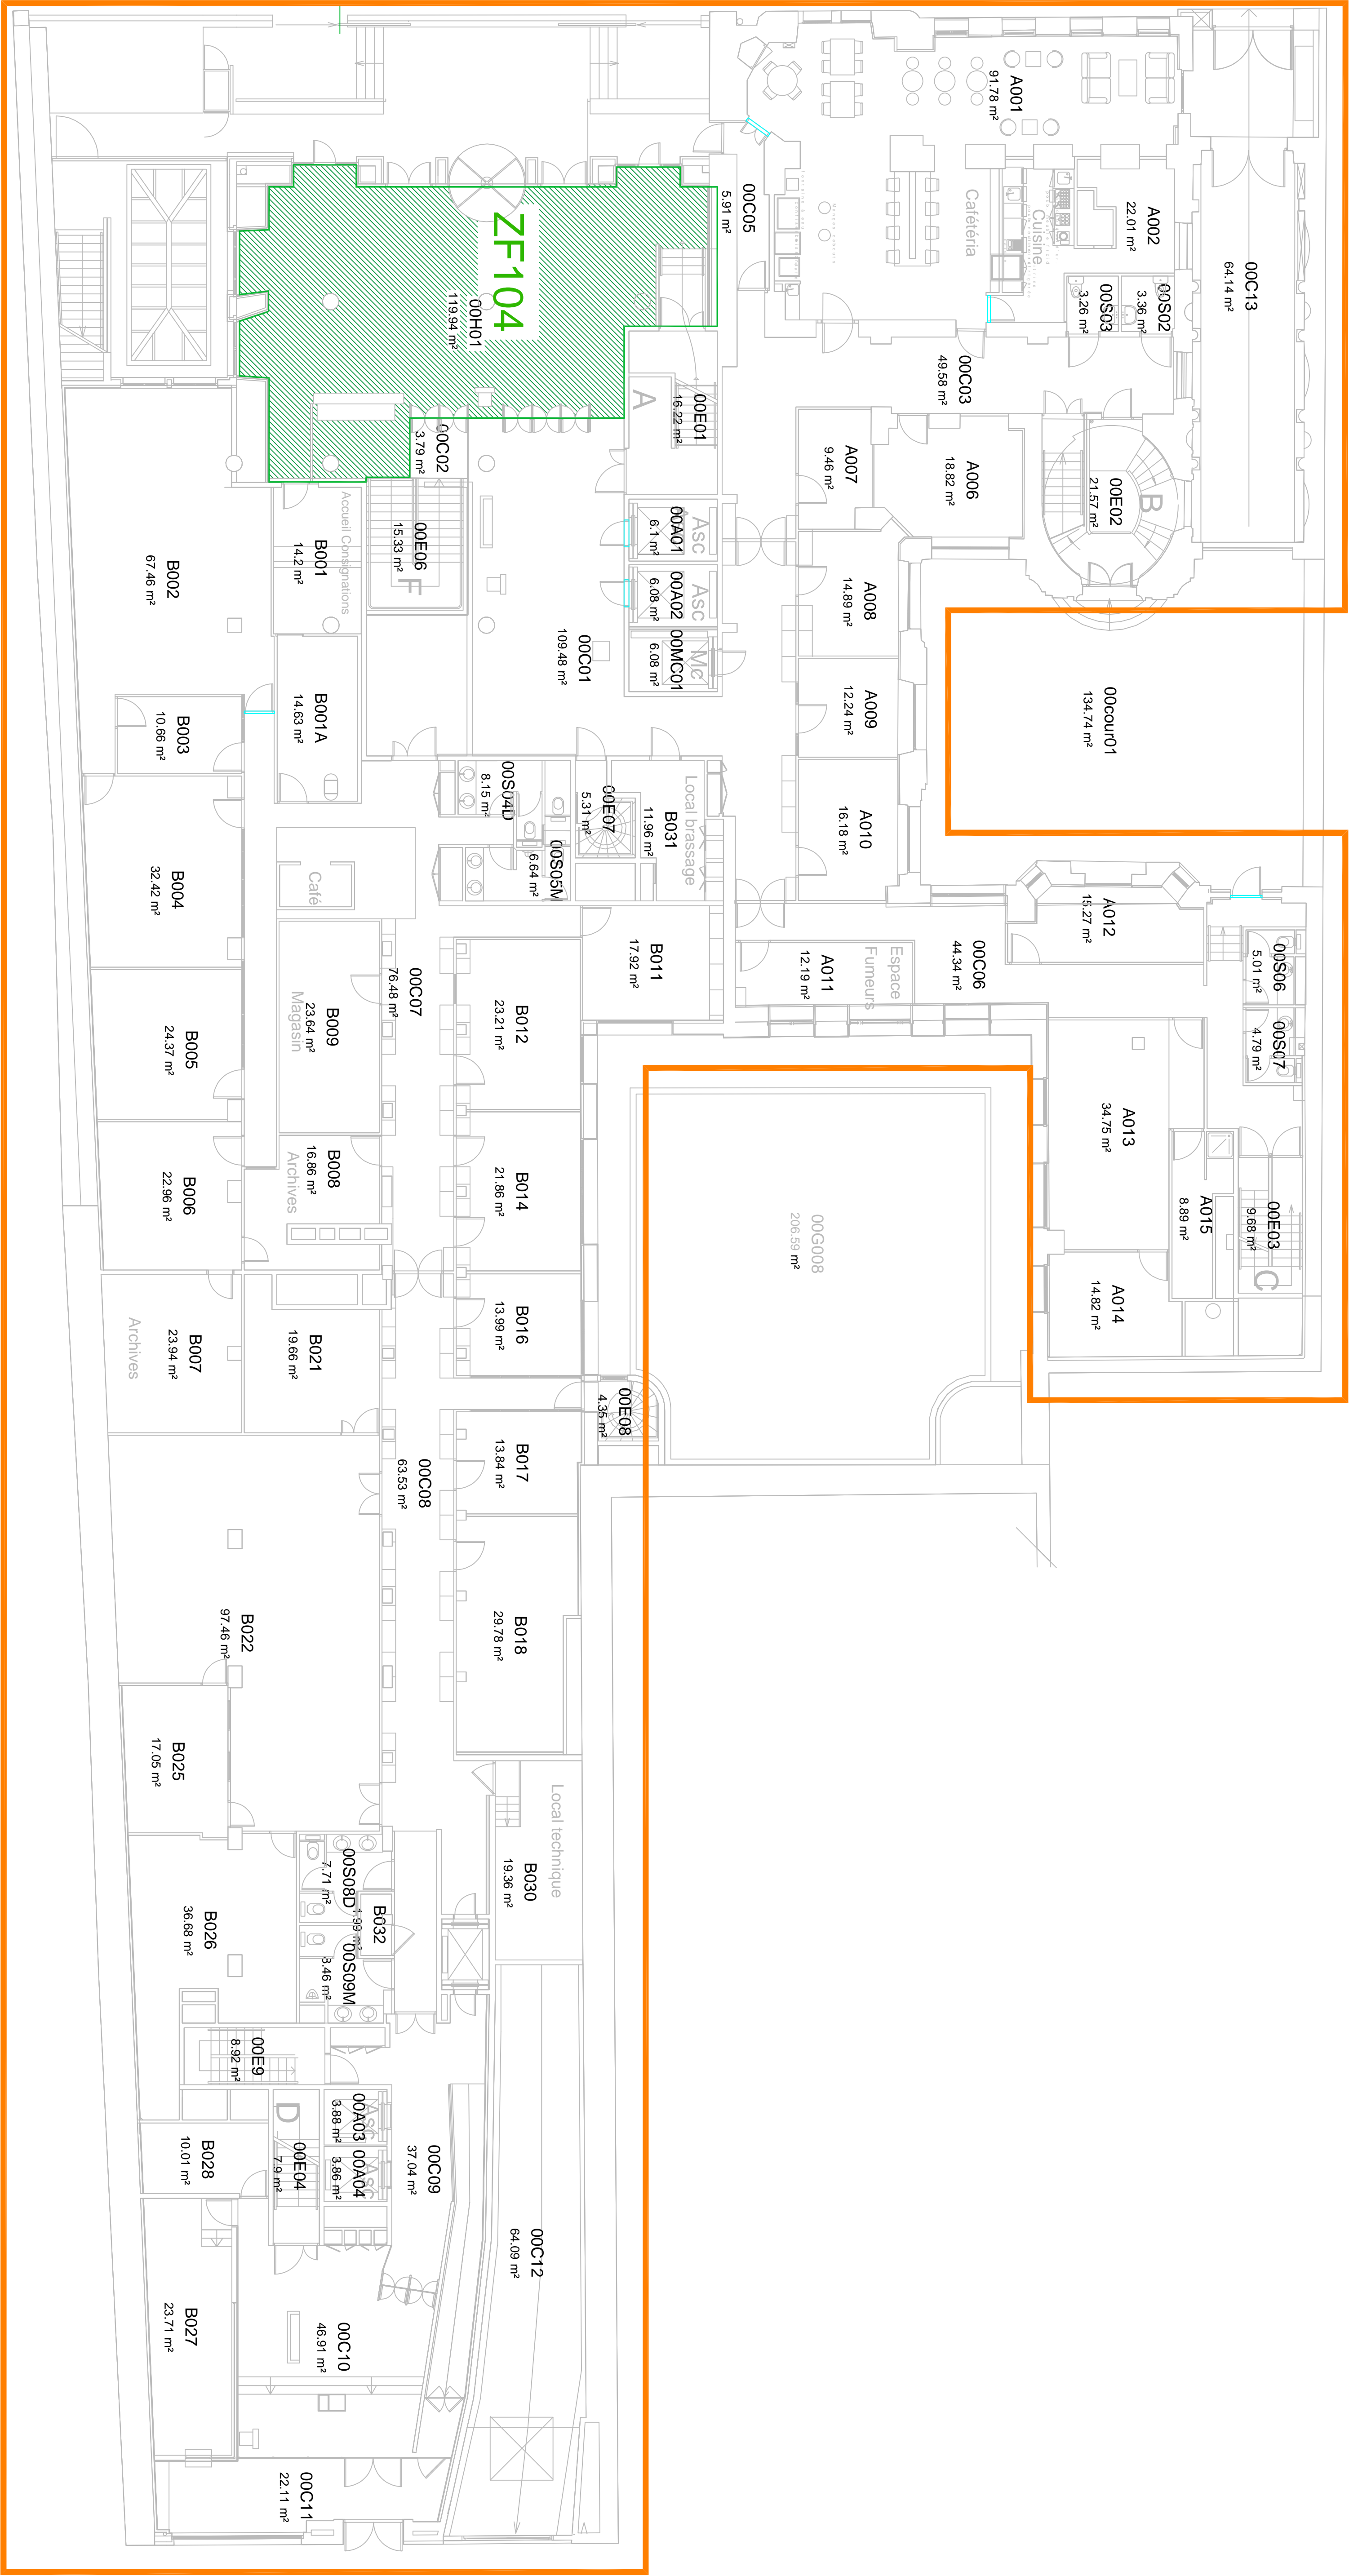 00C13
64.14 m²
A001
91.78 m²
A002
22.01 m²
Cuisine
Cafétéria
00S02
3.36 m²
00S03
3.26 m²
00C05
5.91 m²
00C03
49.58 m²
ZF104
00H01
119.94 m²
00E01
16.22 m²
A
00C02
3.79 m²
A007
9.46 m²
A006
18.82 m²
00E02
21.57 m²
B
Accueil Consignations
B001
14.2 m²
00E06
15.33 m²
F
Asc
00A01
6.1 m²
Asc
00A02
6.08 m²
Mc
00MC01
6.08 m²
A008
14.89 m²
B002
67.46 m²
00C01
109.48 m²
A009
12.24 m²
00cour01
134.74 m²
B001A
14.63 m²
B003
10.66 m²
00S04D
8.15 m²
00E07
5.31 m²
Local brassage
B031
11.96 m²
A010
16.18 m²
B004
32.42 m²
Café
00S05M
6.64 m²
A012
15.27 m²
B011
17.92 m²
Espace
Fumeurs
A011
12.19 m²
00C06
44.34 m²
00S06
5.01 m²
00C07
76.48 m²
B009
23.64 m²
Magasin
B012
23.21 m²
00S07
4.79 m²
B005
24.37 m²
A013
34.75 m²
B006
22.96 m²
B008
16.86 m²
Archives
B014
21.86 m²
00G008
206.59 m²
A015
8.89 m²
00E03
9.68 m²
C
A014
14.82 m²
B007
23.94 m²
Archives
B021
19.66 m²
B016
13.99 m²
00E08
4.35 m²
00C08
63.53 m²
B017
13.84 m²
B022
97.46 m²
B018
29.78 m²
B025
17.05 m²
Local technique
B030
19.36 m²
00S08D
7.71 m²
B032
1.99 m²
B026
36.68 m²
00S09M
8.46 m²
00E9
8.92 m²
D
00E04
7.9 m²
Asc
00A03
3.88 m²
Asc
00A04
3.86 m²
00C09
37.04 m²
B028
10.01 m²
00C12
64.09 m²
B027
23.71 m²
00C10
46.91 m²
00C11
22.11 m²